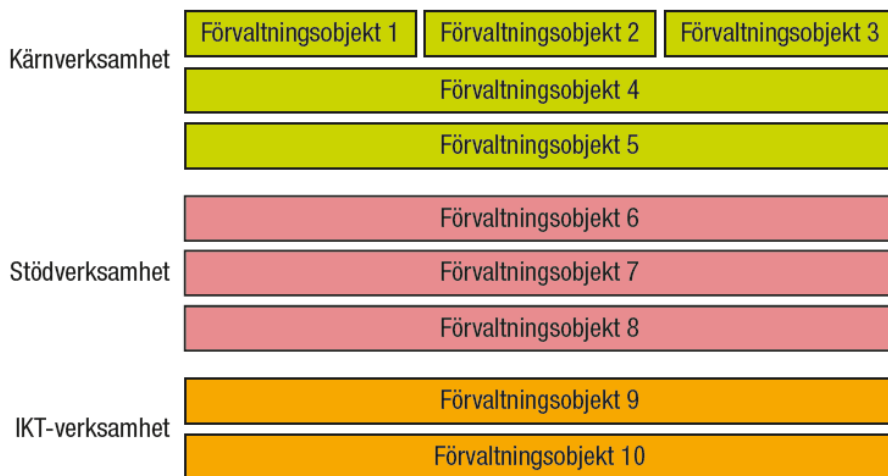 Förvaltningsobjekt 1 Förvaltningsobjekt 2 Förvaltningsobjekt 3
Kärnverksamhet
Förvaltningsobjekt 4
Förvaltningsobjekt 5
Förvaltningsobjekt 6
Stödverksamhet Förvaltningsobjekt 7
Förvaltningsobjekt 8
Förvaltningsobjekt 9
IKT-verksamhet
Förvaltningsobjekt 10